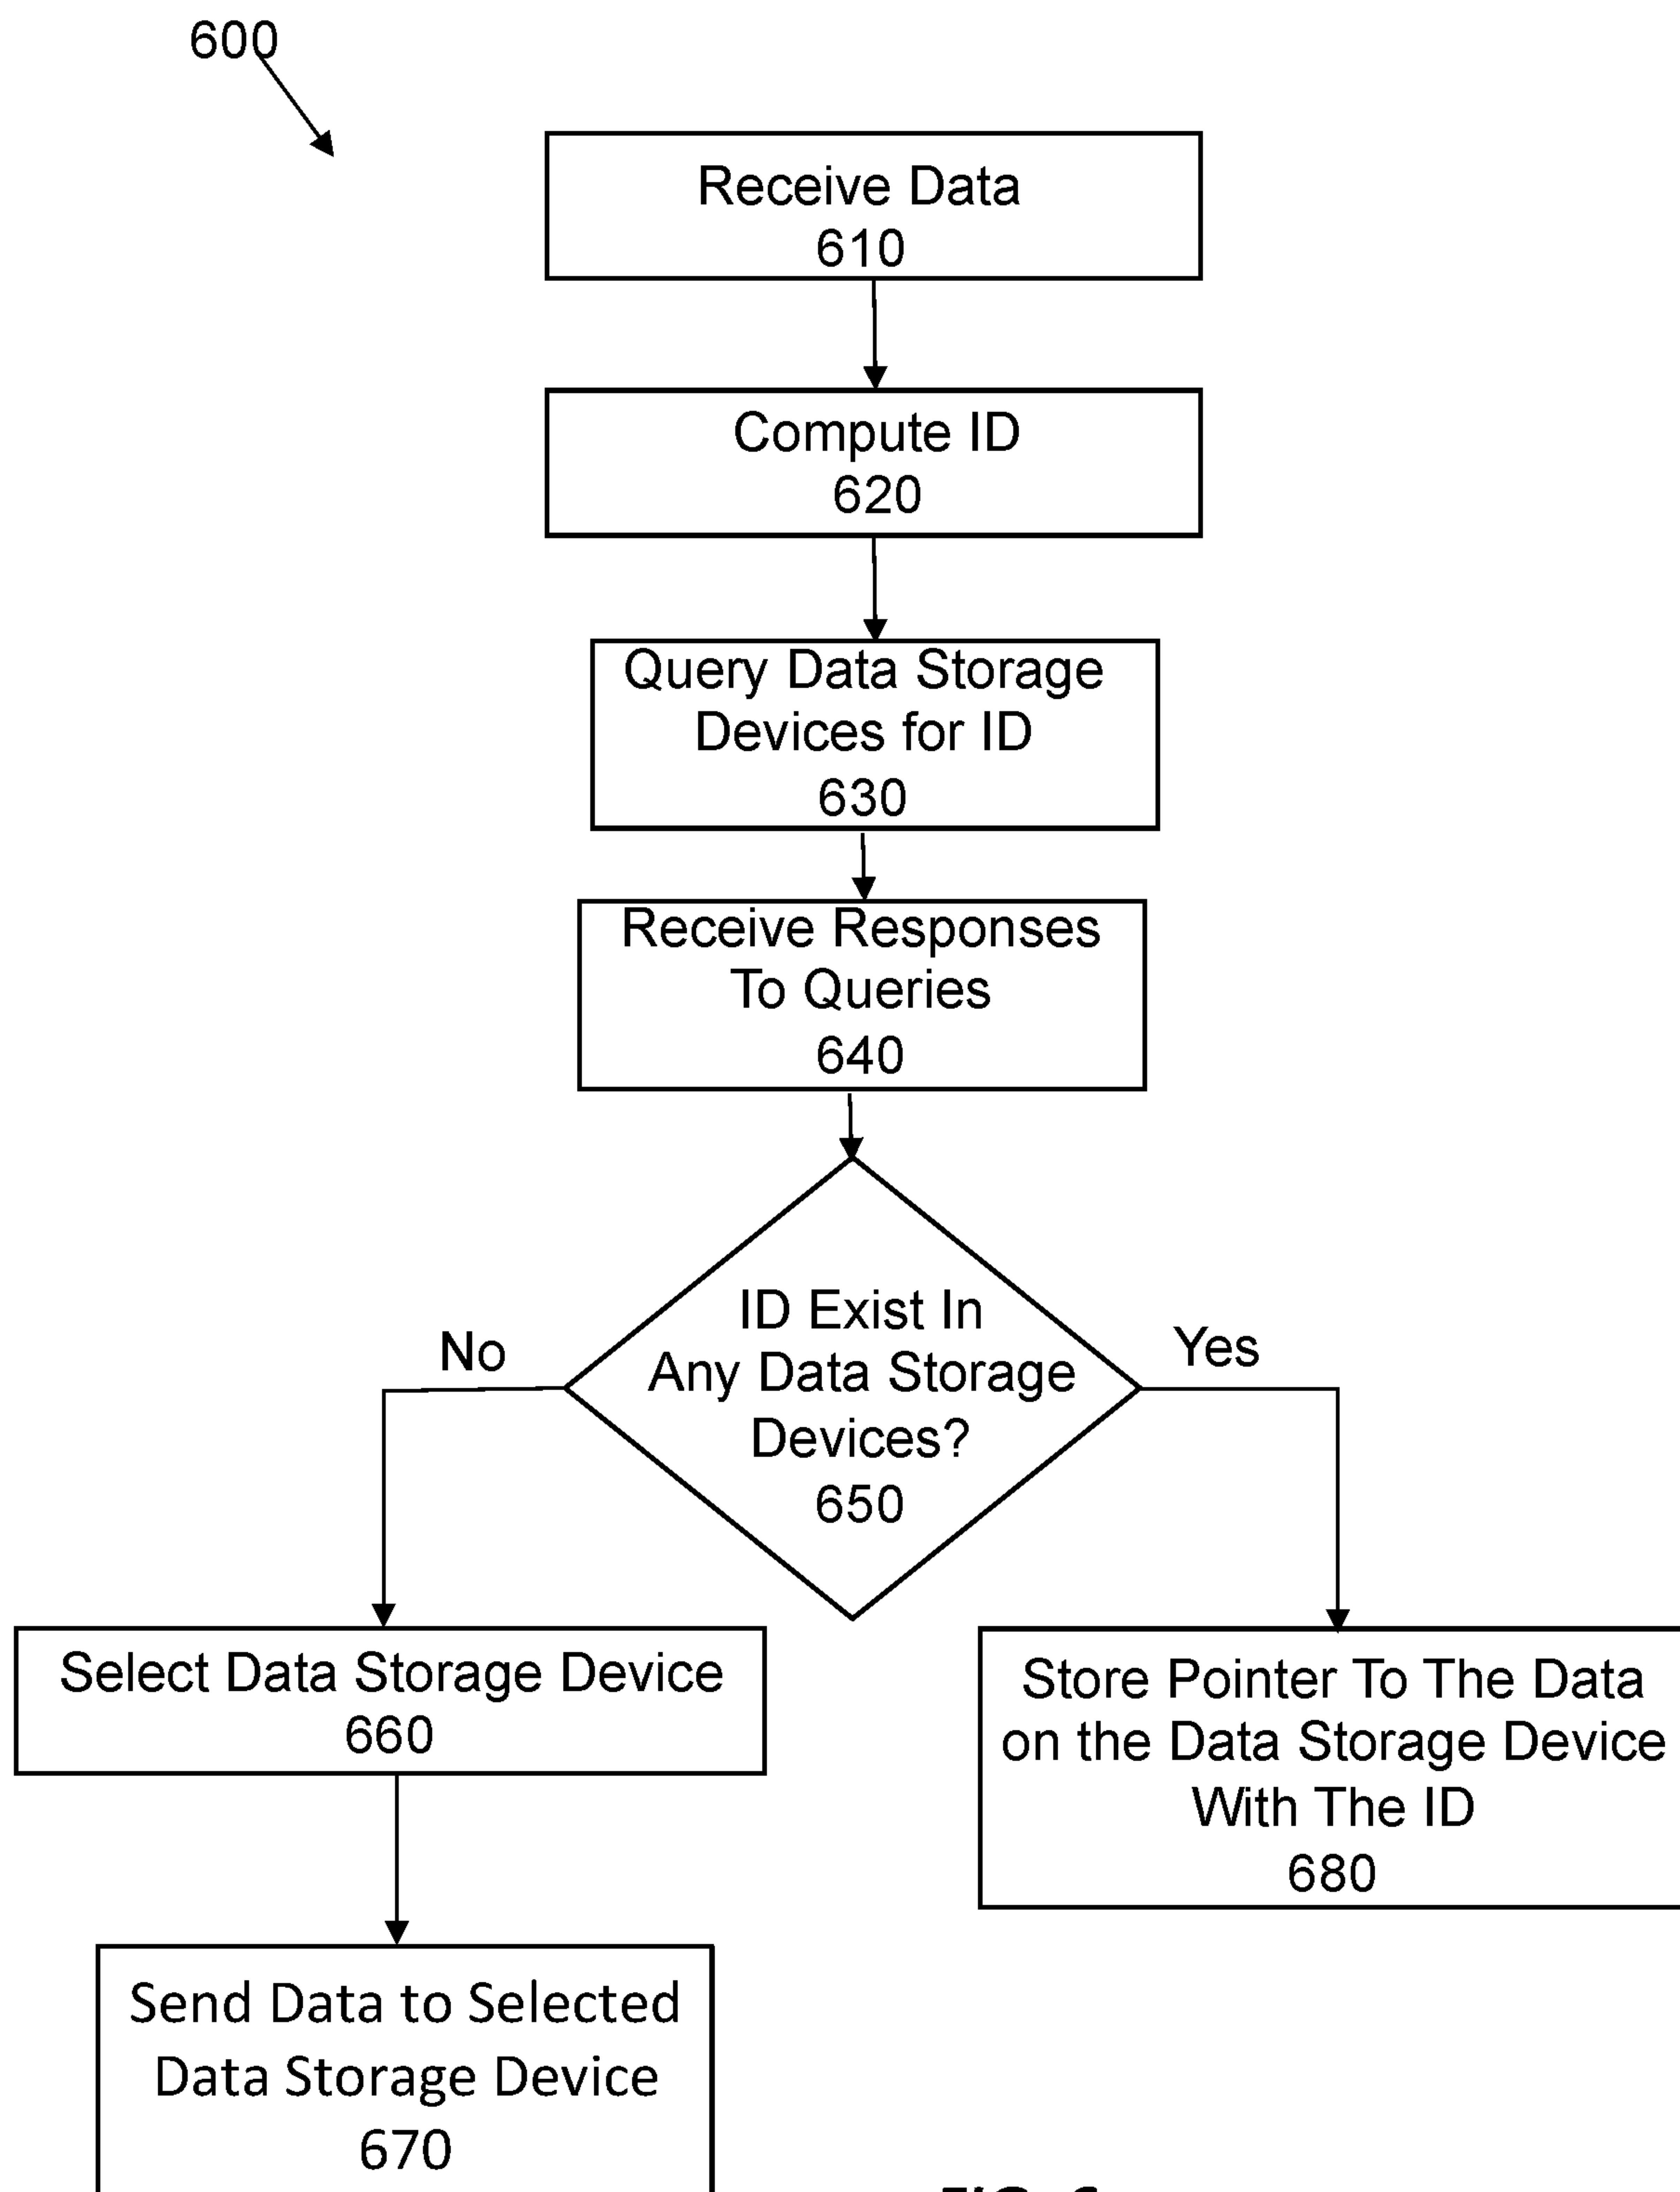 600
Receive Data
610
Compute ID
620
Query Data Storage
Devices for ID
630
Receive Responses
To Queries
640
ID Exist In
Any Data Storage
Devices?
650
No
Yes
Select Data Storage Device
660
Store Pointer To The Data
on the Data Storage Device
With The ID
680
Send Data to Selected
Data Storage Device
670